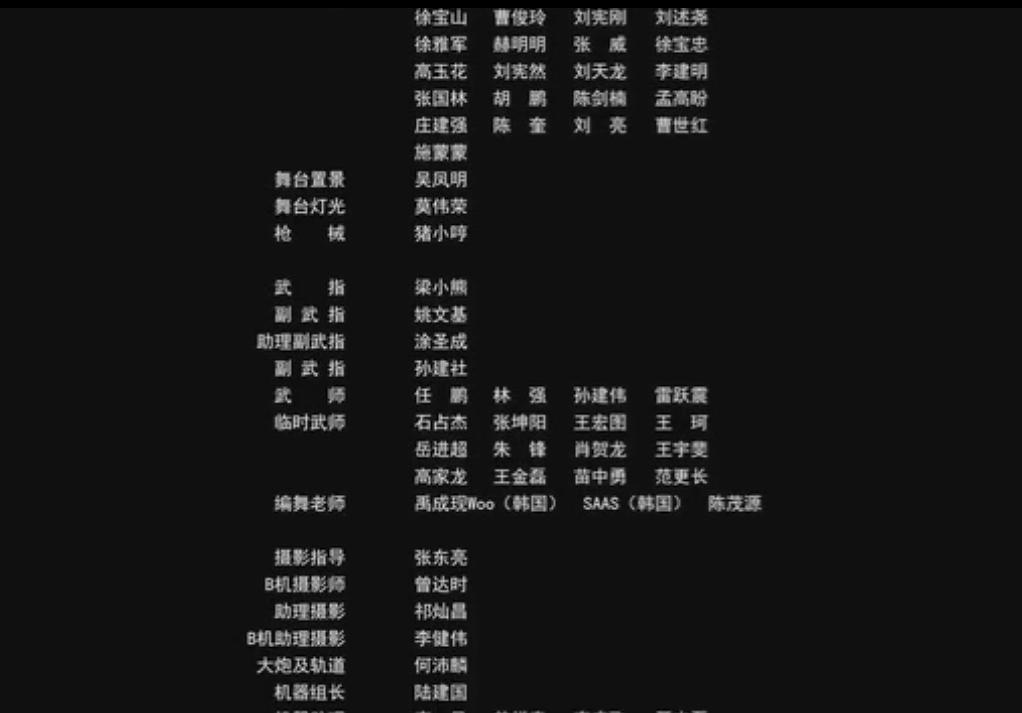 徐宝山 曹俊玲 刘宪刚 刘述尧
徐雅军 赫明明 张 威 徐宝忠
高玉花 刘宪然 刘天龙 李建明
张国林 胡 鹏 陈剑楠 孟高盼
庄建强 陈 奎 刘 亮 曹世红
施蒙蒙
舞台置景 吴凤明
舞台灯光 莫伟荣
枪 械 猪小哼
武 指 梁小熊
副 武 指 姚文基
助理副武指 涂圣成
副 武 指 孙建社
武 师 任 鹏 林 强 孙建伟 雷跃震
临时武师 石占杰 张坤阳 王宏图 王 珂
岳进超 朱 锋 肖贺龙 王宇斐
高家龙 王金磊 苗中勇 范更长
编舞老师 禹成现Woo（韩国） SAAS（韩国） 陈茂源
摄影指导 张东亮
B机摄影师 曾达时
助理摄影 祁灿昌
B机助理摄影 李健伟
大炮及轨道 何沛麟
机器组长 陆建国